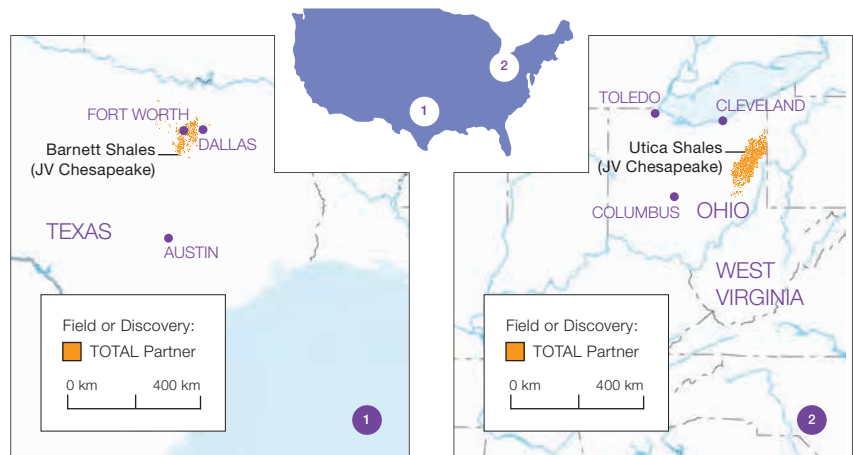 1
2
FORT WORTH
DALLAS
Barnett Shales
(JV Chesapeake)
TEXAS
AUSTIN
Field or Discovery:
TOTAL Partner
0 km 400 km
1
TOLEDO
CLEVELAND
Utica Shales
(JV Chesapeake)
COLUMBUS OHIO
WEST
VIRGINIA
Field or Discovery:
TOTAL Partner
0 km 400 km
2